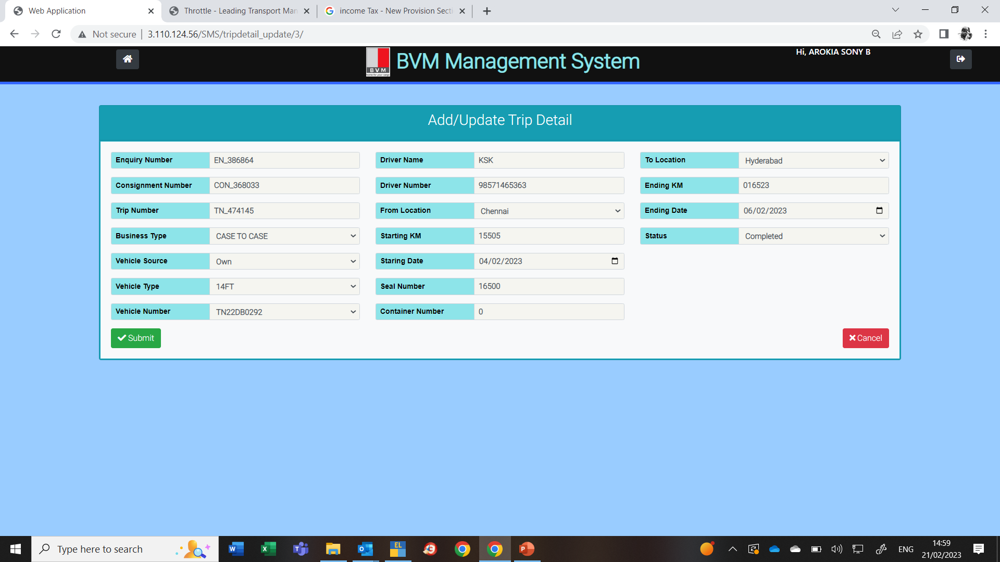 Web Application
Throttle - Leading Transport Man
income Tax - New Provision Secti
Not secure
3.110.124.56/SMS/tripdetail_update/3/
BVM
home for your cargo
BVM Management System
Hi, AROKIA SONY B
Add/Update Trip Detail
Enquiry Number EN_386864
Consignment Number CON_368033
Trip Number TN_474145
Business Type CASE TO CASE
Vehicle Source Own
Vehicle Type 14FT
Vehicle Number TN22DB0292
Driver Name KSK
Driver Number 98571465363
From Location Chennai
Starting KM 15505
Staring Date 04/02/2023
Seal Number 16500
Container Number 0
To Location Hyderabad
Ending KM 016523
Ending Date 06/02/2023
Status Completed
Submit
Cancel
Type here to search
EL
ENG
14:59
21/02/2023